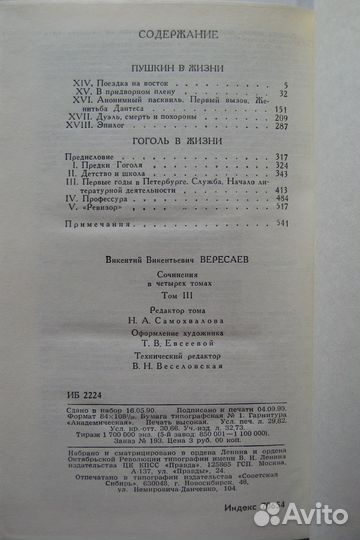 СОДЕРЖАНИЕ
ПУШКИН В ЖИЗНИ
XIV. Поездка на восток 5
XV. В придворном плену 32
XVI. Анонимный пасквиль. Первый вызов. Же-
нитьба Дантеса 151
XVII. Дуэль, смерть и похороны 209
XVIII. Эпилог 287
ГОГОЛЬ В ЖИЗНИ
Предисловие 317
I. Предки Гоголя 324
II. Детство и школа 343
III. Первые годы в Петербурге. Служба. Начало ли-
тературной деятельности 413
IV. Профессура 484
V. «Ревизор» 517
Примечания 541
Викентий Викентьевич ВЕРЕСАЕВ
Сочинения
в четырех томах
Том III
Редактор тома
Н. А. Самохвалова
Оформление художника
Т. В. Евсеевой
Технический редактор
В. Н. Веселовская
ИБ 2224
Сдано в набор 16.05.90. Подписано к печати 04.09.90.
Формат 84×108¹/₃₂. Бумага типографская № 1. Гарнитура
«Академическая». Печать высокая. Усл. печ. л. 29,82.
Усл. кр.-отт. 30,66. Уч.-изд. л. 32,73.
Тираж 1 700 000 экз. (5-й завод: 850 001—1 100 000).
Заказ № 193. Цена 3 руб. 00 коп.
Набрано и сматрицировано в ордена Ленина и ордена
Октябрьской Революции типографии имени В. И. Ленина
издательства ЦК КПСС «Правда». 125865 ГСП. Москва,
А-137, ул. «Правды», 24.
Отпечатано в типографии издательства «Советская
Сибирь», 630048, г. Новосибирск, 48,
ул. Немировича-Данченко, 104.
Индекс
Avito